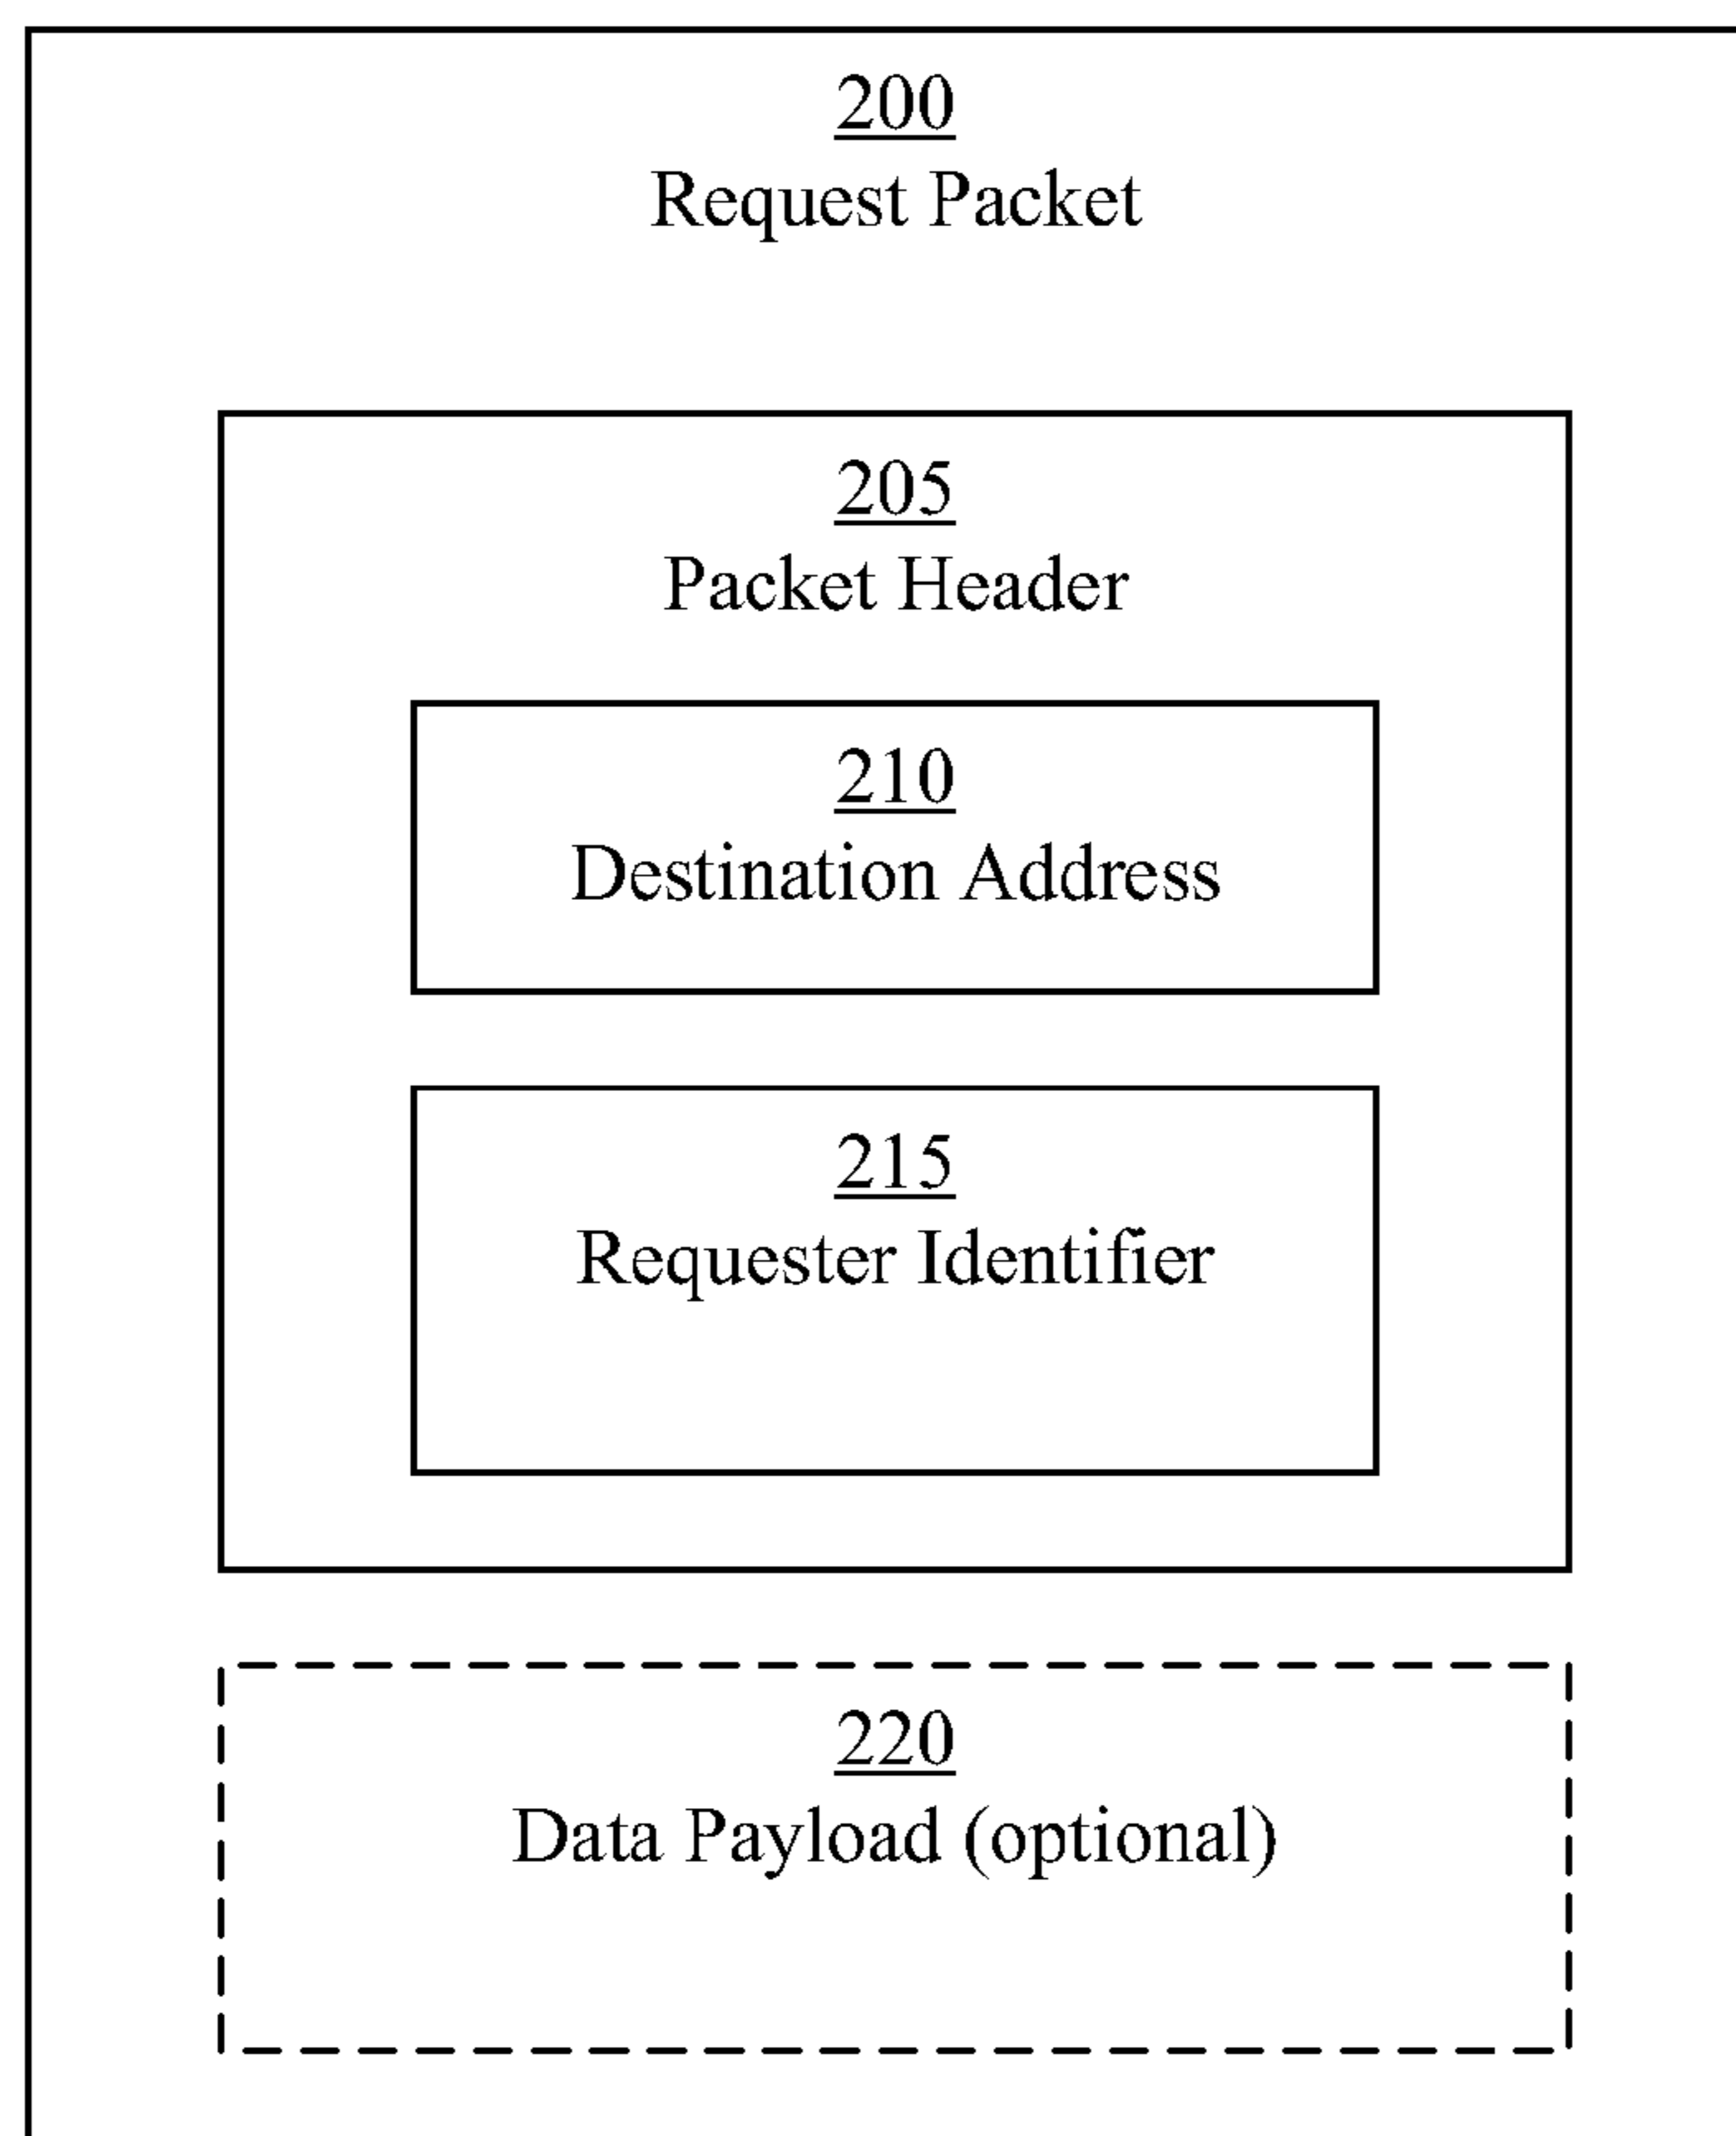 200
Request Packet
205
Packet Header
210
Destination Address
215
Requester Identifier
220
Data Payload (optional)